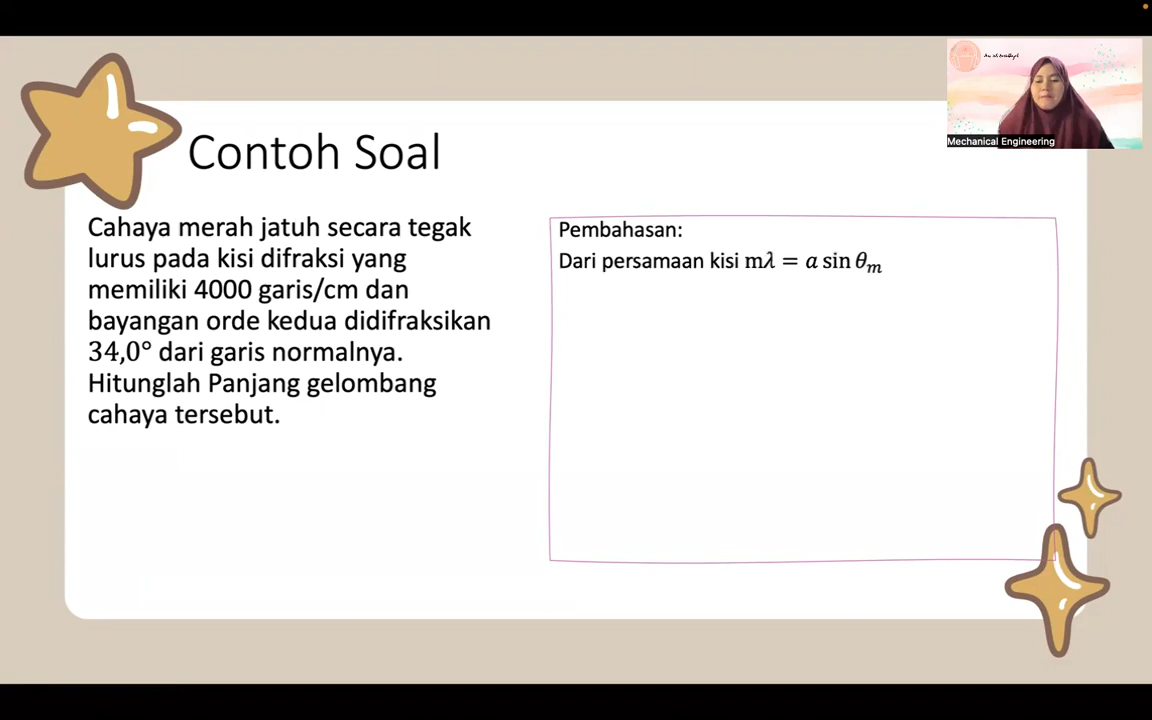 Mechanical Engineering
Contoh Soal
Cahaya merah jatuh secara tegak
lurus pada kisi difraksi yang
memiliki 4000 garis/cm dan
bayangan orde kedua didifraksikan
34,0° dari garis normalnya.
Hitunglah Panjang gelombang
cahaya tersebut.
Pembahasan:
Dari persamaan kisi mλ = a sin θₘ